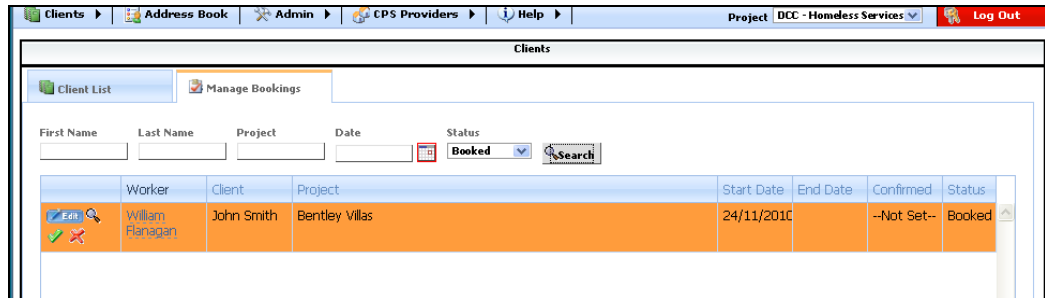 Clients Address Book Admin CPS Providers Help Project DCC - Homeless Services Log Out
Clients
Client List Manage Bookings
First Name Last Name Project Date Status
Booked Search
Worker Client Project Start Date End Date Confirmed Status
Edit William John Smith Bentley Villas 24/11/2010 --Not Set-- Booked
Flanagan